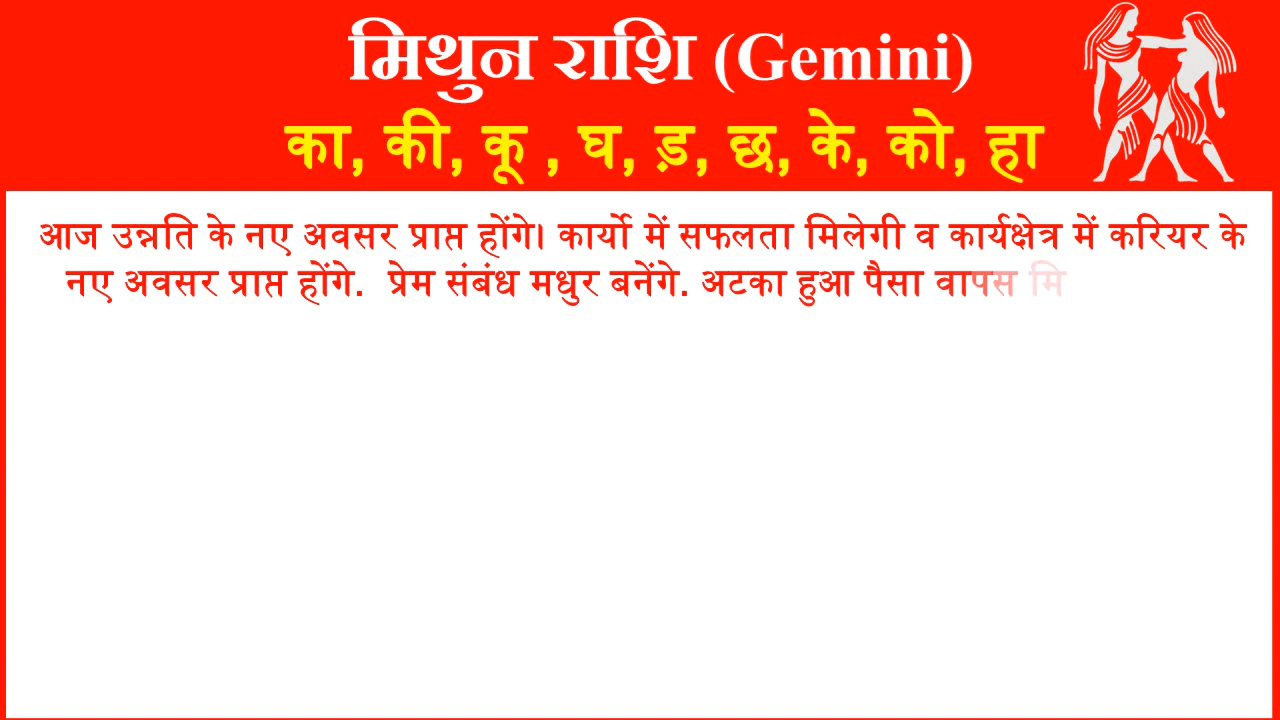 मिथुन राशि (Gemini)
का, की, कू , घ, ड़, छ, के, को, हा
आज उन्नति के नए अवसर प्राप्त होंगे। कार्यो में सफलता मिलेगी व कार्यक्षेत्र में करियर के
नए अवसर प्राप्त होंगे.  प्रेम संबंध मधुर बनेंगे. अटका हुआ पैसा वापस मि